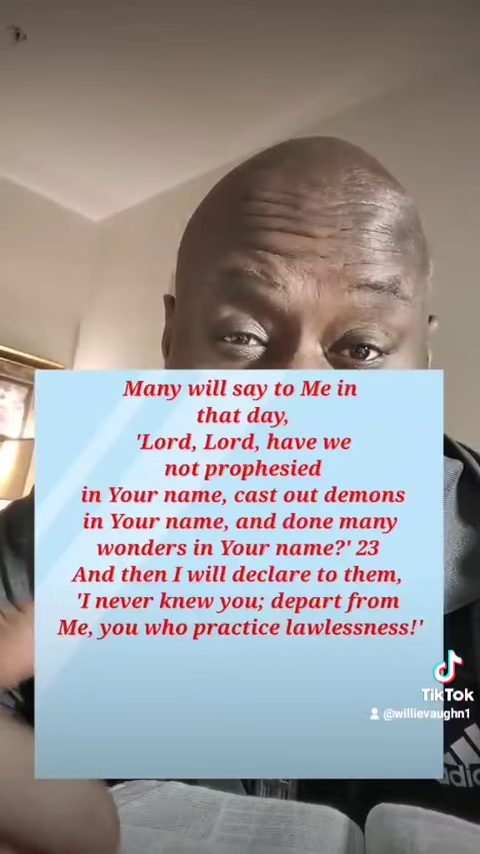 Many will say to Me in
that day,
'Lord, Lord, have we
not prophesied
in Your name, cast out demons
in Your name, and done many
wonders in Your name?' 23
And then I will declare to them,
'I never knew you; depart from
Me, you who practice lawlessness!'
TikTok
@willievaughn1
adidas